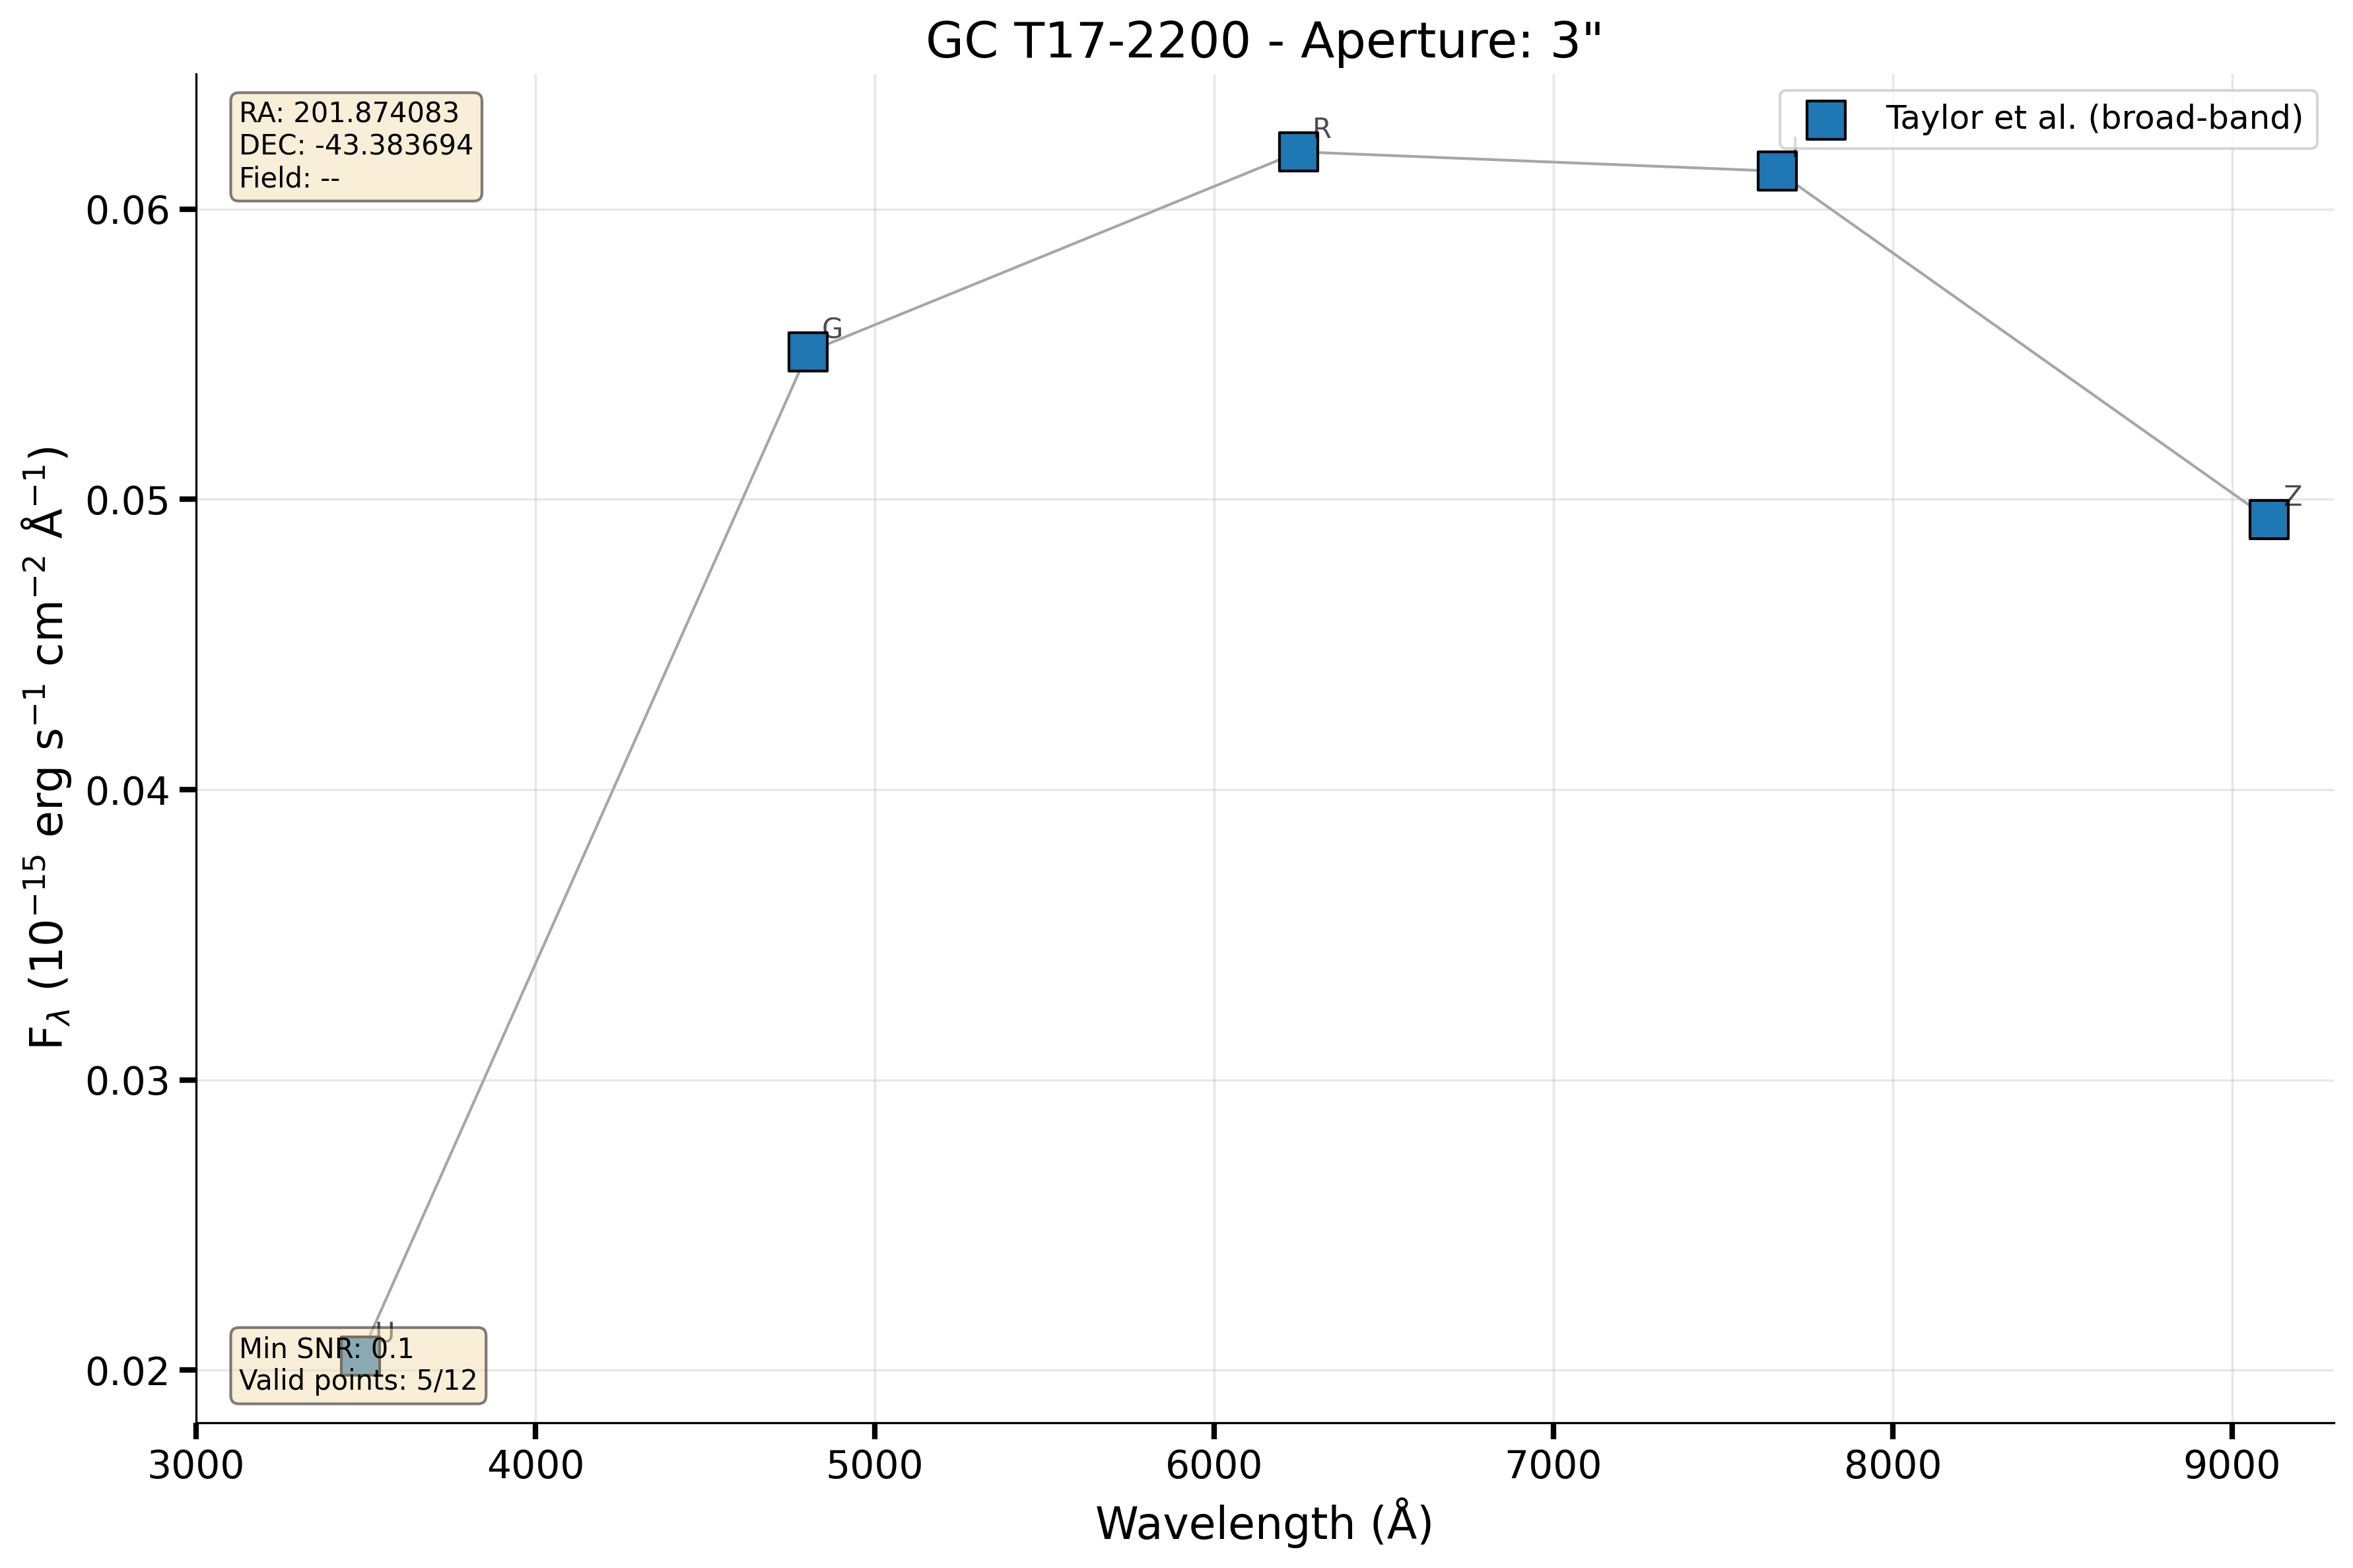 GC T17-2200 - Aperture: 3"
RA: 201.874083
DEC: -43.383694
Field: --
Taylor et al. (broad-band)
R
I
G
Z
U
Min SNR: 0.1
Valid points: 5/12
0.06
0.05
0.04
0.03
0.02
F_λ (10⁻¹⁵ erg s⁻¹ cm⁻² Å⁻¹)
3000 4000 5000 6000 7000 8000 9000
Wavelength (Å)